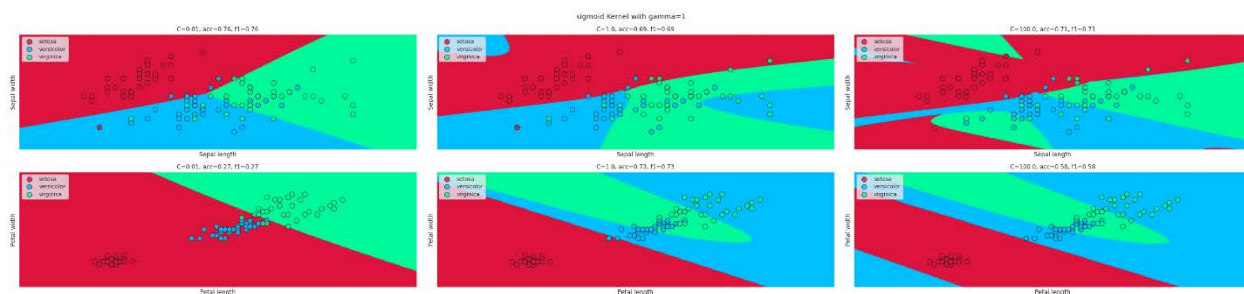 sigmoid Kernel with gamma=1
C=0.01, acc=0.76, f1=0.76
setosa
versicolor
virginica
Sepal width
Sepal length
C=1.0, acc=0.69, f1=0.69
setosa
versicolor
virginica
Sepal width
Sepal length
C=100.0, acc=0.71, f1=0.71
setosa
versicolor
virginica
Sepal width
Sepal length
C=0.01, acc=0.27, f1=0.27
setosa
versicolor
virginica
Petal width
Petal length
C=1.0, acc=0.73, f1=0.73
setosa
versicolor
virginica
Petal width
Petal length
C=100.0, acc=0.58, f1=0.58
setosa
versicolor
virginica
Petal width
Petal length